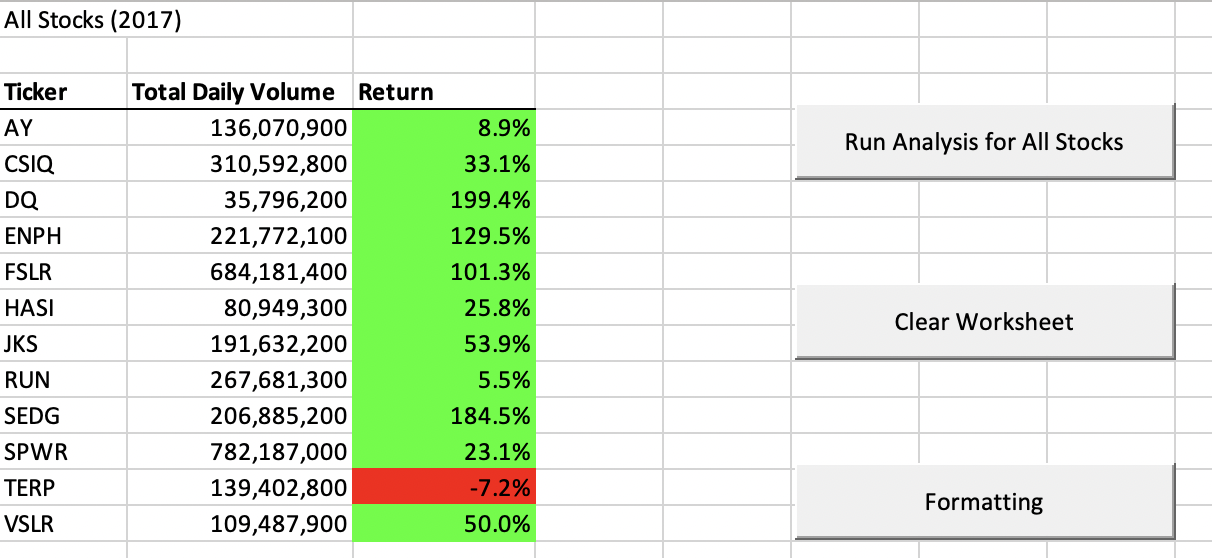 All Stocks (2017)
Ticker Total Daily Volume Return
AY 136,070,900 8.9%
CSIQ 310,592,800 33.1%
DQ 35,796,200 199.4%
ENPH 221,772,100 129.5%
FSLR 684,181,400 101.3%
HASI 80,949,300 25.8%
JKS 191,632,200 53.9%
RUN 267,681,300 5.5%
SEDG 206,885,200 184.5%
SPWR 782,187,000 23.1%
TERP 139,402,800 -7.2%
VSLR 109,487,900 50.0%
Run Analysis for All Stocks
Clear Worksheet
Formatting